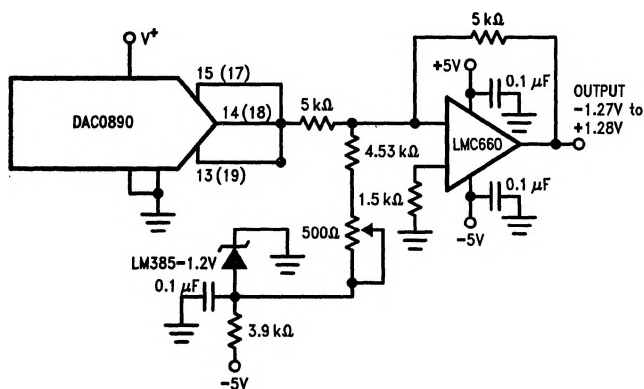 V+
5 kΩ
15 (17)
+5V
0.1 µF
OUTPUT
-1.27V to
+1.28V
DAC0890
14 (18)
5 kΩ
LMC660
13 (19)
4.53 kΩ
1.5 kΩ
0.1 µF
500Ω
-5V
LM385-1.2V
0.1 µF
3.9 kΩ
-5V